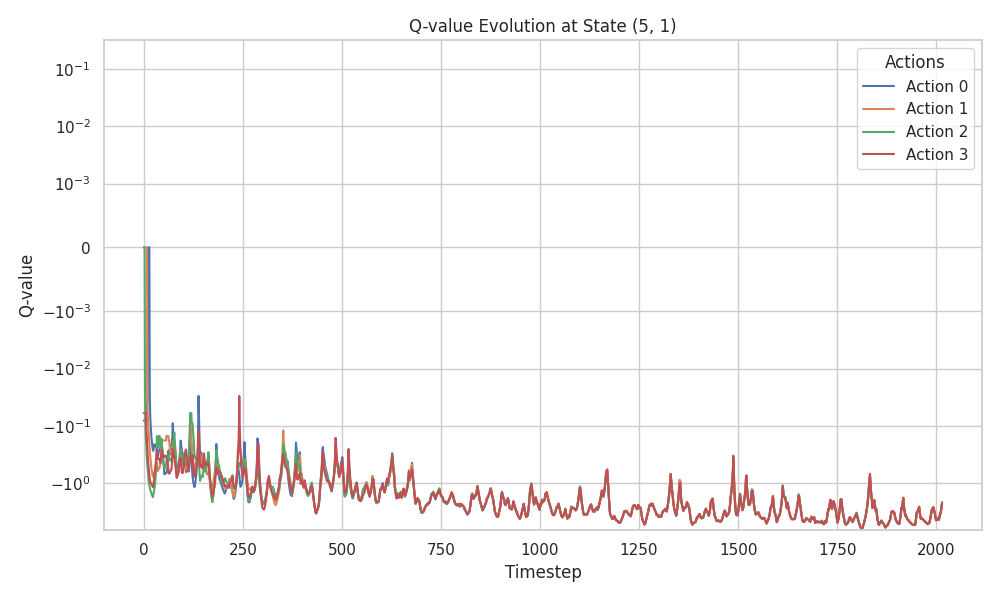 Q-value Evolution at State (5, 1)
Q-value
10⁻¹
10⁻²
10⁻³
0
−10⁻³
−10⁻²
−10⁻¹
−10⁰
Actions
Action 0
Action 1
Action 2
Action 3
0 250 500 750 1000 1250 1500 1750 2000
Timestep